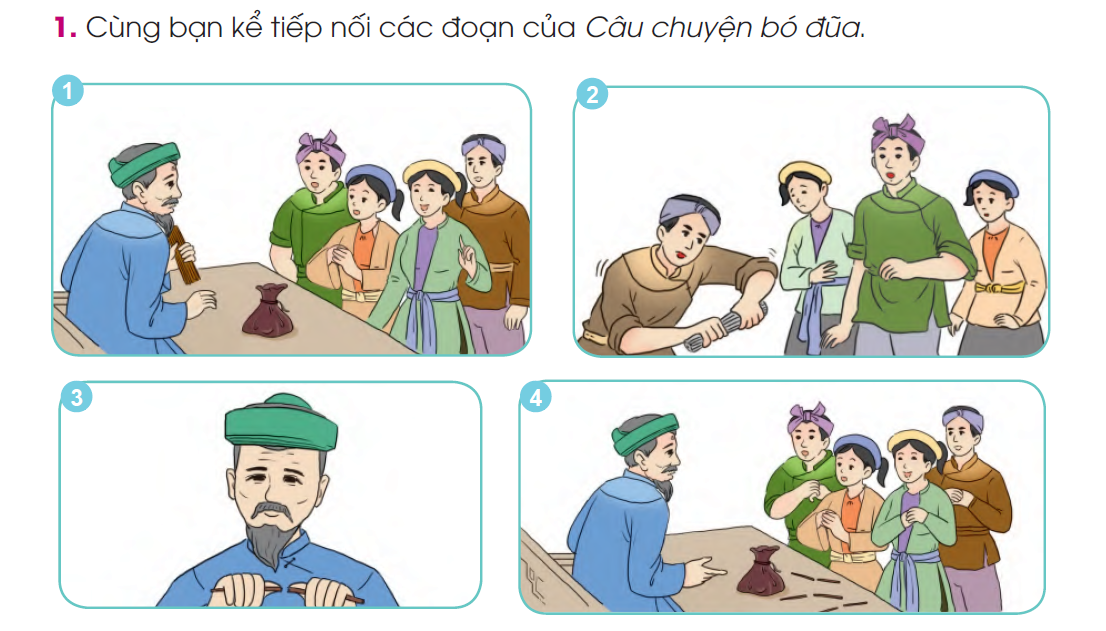 1. Cùng bạn kể tiếp nối các đoạn của Câu chuyện bó đũa.
1
2
3
4